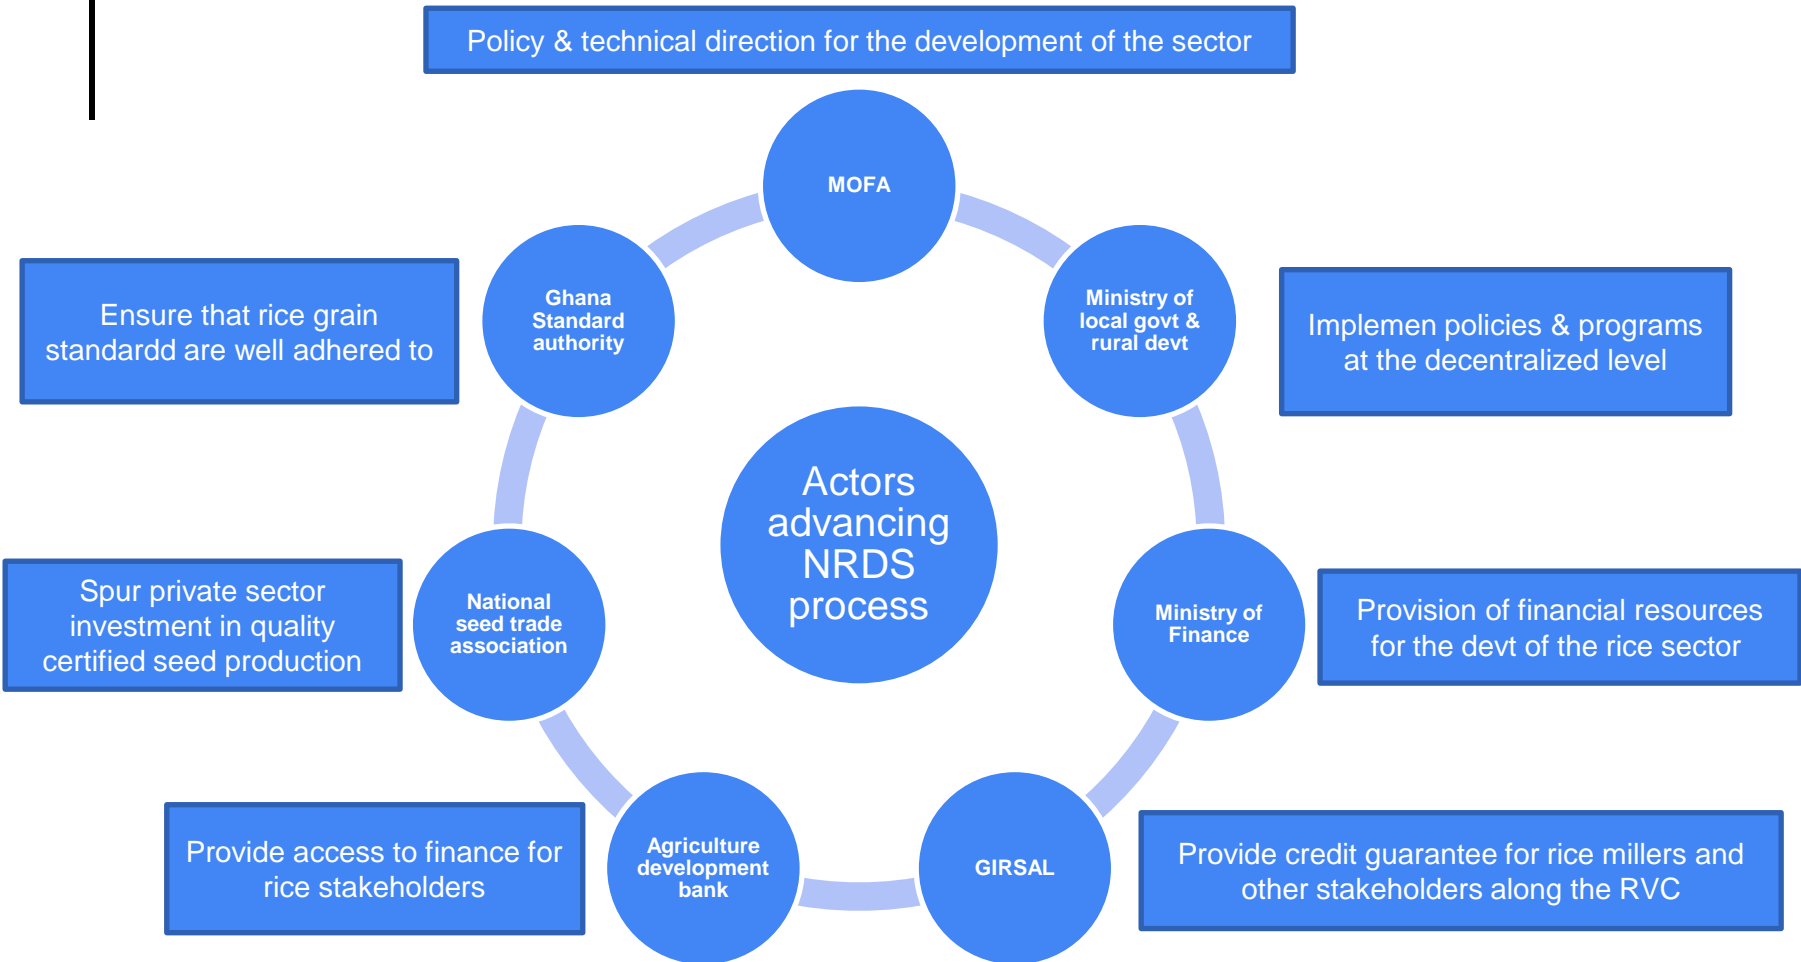 Policy & technical direction for the development of the sector
MOFA
Ghana
Standard
authority
Ministry of
local govt &
rural devt
Ensure that rice grain
standardd are well adhered to
Implemen policies & programs
at the decentralized level
Actors
advancing
NRDS
process
Spur private sector
investment in quality
certified seed production
National
seed trade
association
Ministry of
Finance
Provision of financial resources
for the devt of the rice sector
Provide access to finance for
rice stakeholders
Agriculture
development
bank
GIRSAL
Provide credit guarantee for rice millers and
other stakeholders along the RVC